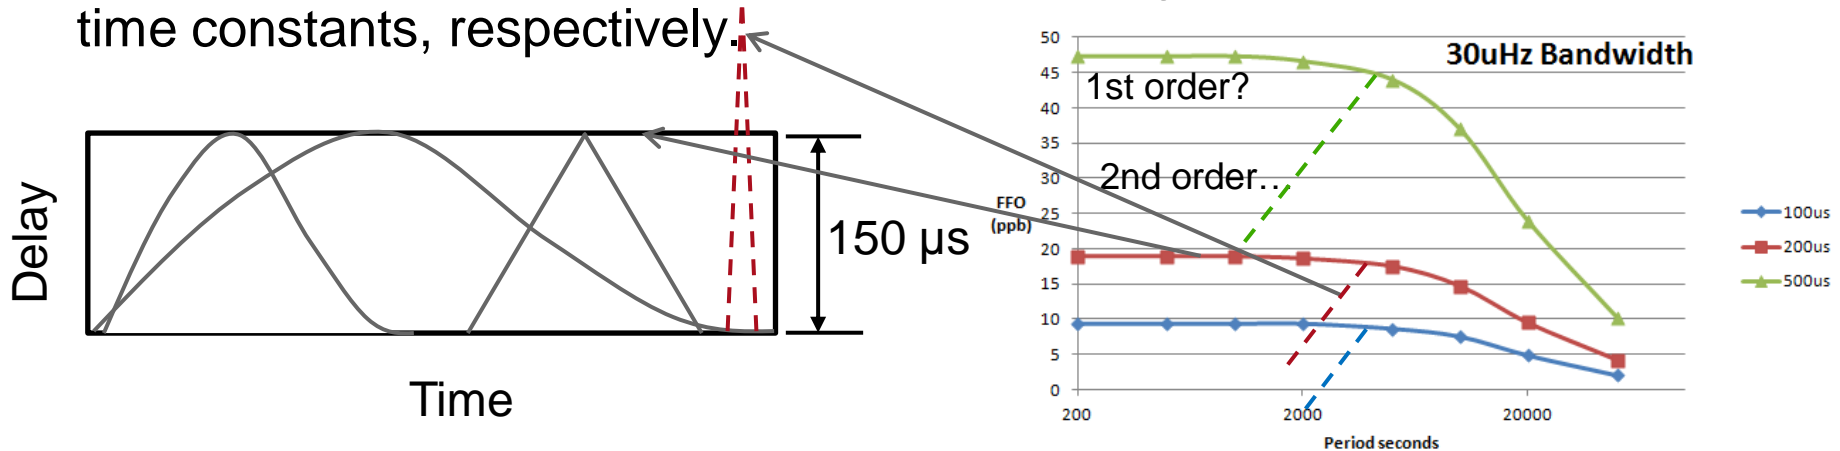 time constants, respectively.
Delay
150 µs
Time
30uHz Bandwidth
1st order?
2nd order…
FFO
(ppb)
50
45
40
35
30
25
20
15
10
5
0
200
2000
20000
Period seconds
100us
200us
500us